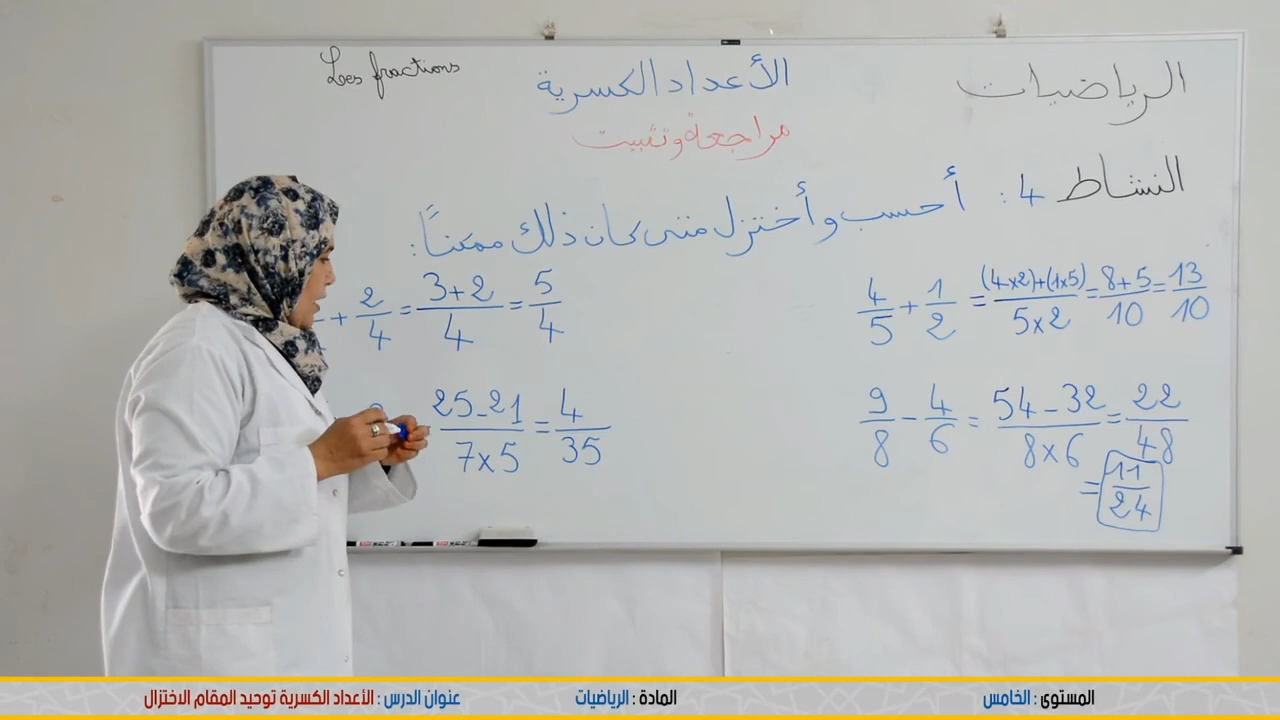 الرياضيات
الأعداد الكسرية
Les fractions
مراجعة وتثبيت
النشاط 4 : أحسب وأختزل متى كان ذلك ممكناً :
4/5 + 1/2 = (4x2)+(1x5)/5x2 = 8+5/10 = 13/10
+ 2/4 = 3+2/4 = 5/4
9/8 - 4/6 = 54-32/8x6 = 22/48
= 11/24
25-21/7x5 = 4/35
المستوى : الخامس
المادة : الرياضيات
عنوان الدرس : الأعداد الكسرية توحيد المقام الاختزال